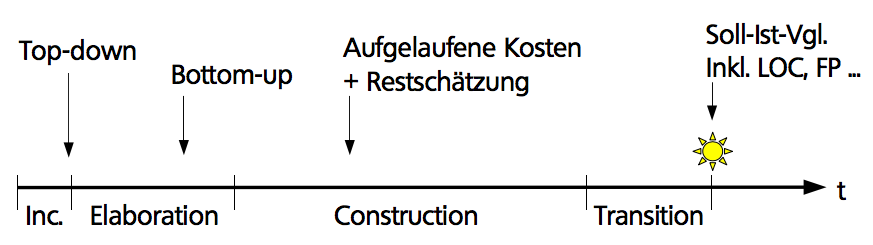 Top-down
Bottom-up
Aufgelaufene Kosten
+ Restschätzung
Soll-Ist-Vgl.
Inkl. LOC, FP ...
t
Inc.
Elaboration
Construction
Transition